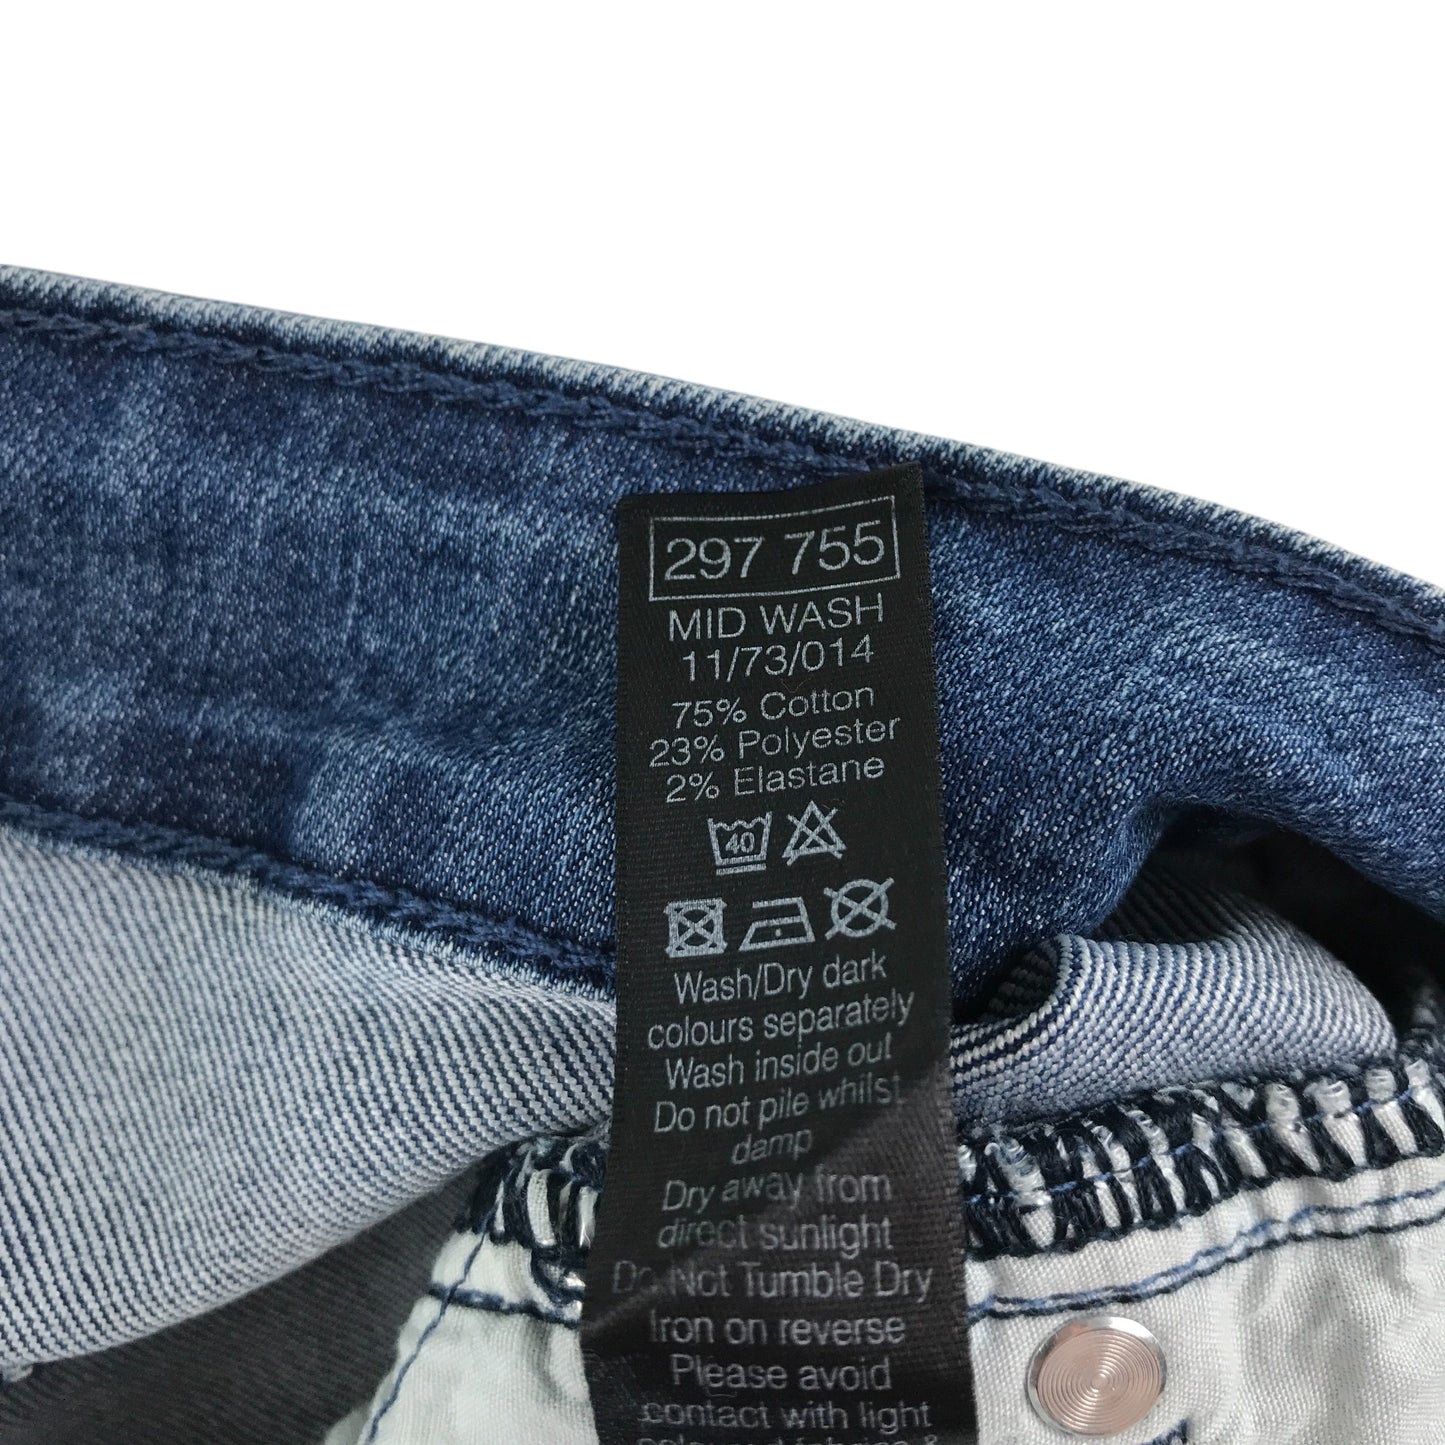 297 755
MID WASH
11/73/014
75% Cotton
23% Polyester
2% Elastane
40
Wash/Dry dark
colours separately
Wash inside out
Do not pile whilst
damp
Dry away from
direct sunlight
Do Not Tumble Dry
Iron on reverse
Please avoid
contact with light
coloured fabrics &